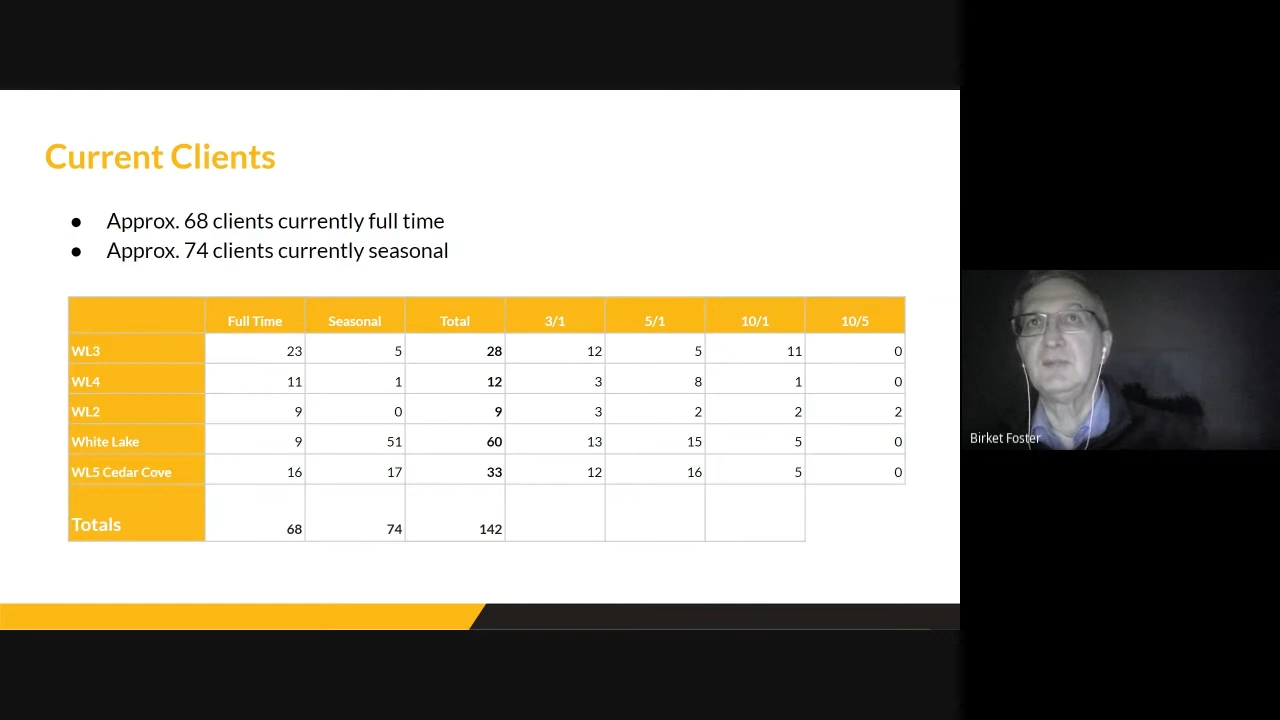 Current Clients
● Approx. 68 clients currently full time
● Approx. 74 clients currently seasonal
Full Time Seasonal Total 3/1 5/1 10/1 10/5
WL3 23 5 28 12 5 11 0
WL4 11 1 12 3 8 1 0
WL2 9 0 9 3 2 2 2
White Lake 9 51 60 13 15 5 0
WL5 Cedar Cove 16 17 33 12 16 5 0
Totals 68 74 142
Birket Foster